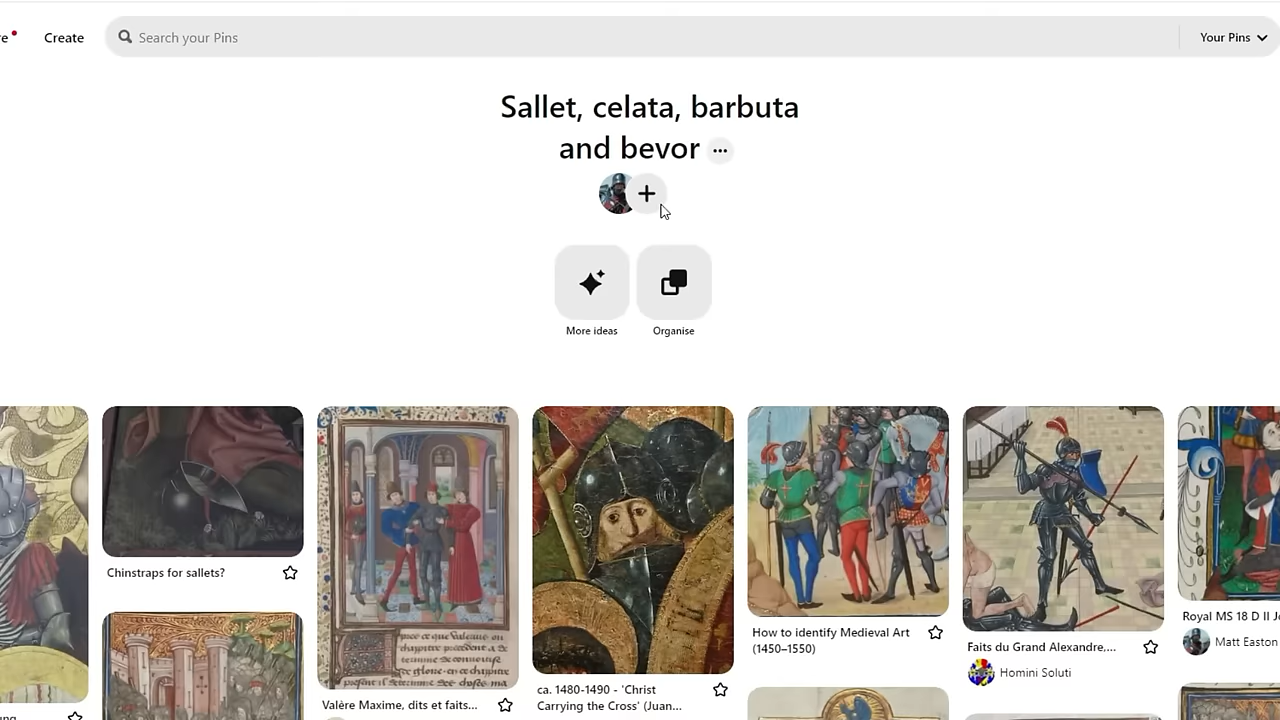 Create
Search your Pins
Your Pins
Sallet, celata, barbuta
and bevor
More ideas
Organise
Chinstraps for sallets?
Valère Maxime, dits et faits...
ca. 1480-1490 - 'Christ
Carrying the Cross' (Juan...
How to identify Medieval Art
(1450–1550)
Faits du Grand Alexandre,...
Homini Soluti
Royal MS 18 D II
Matt Easton